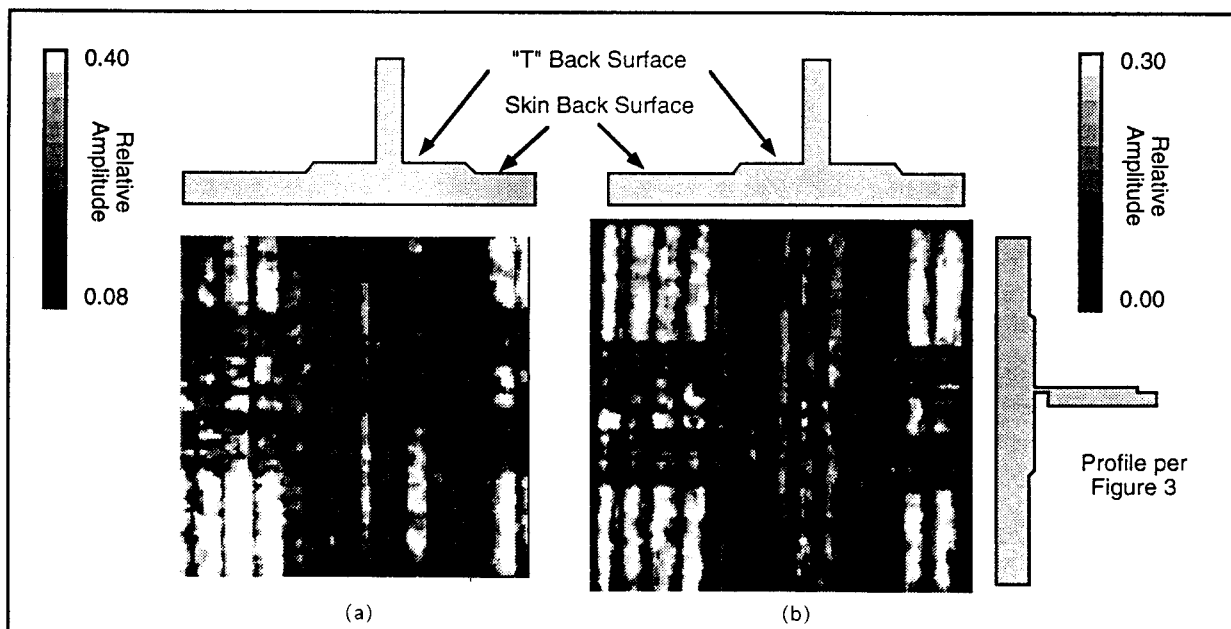 0.40
"T" Back Surface
0.30
Skin Back Surface
Relative
Amplitude
Relative
Amplitude
0.08
0.00
Profile per
Figure 3
(a)
(b)